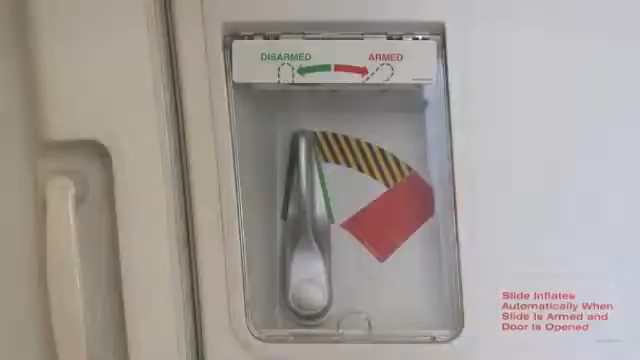 DISARMED ARMED
Slide Inflates
Automatically When
Slide Is Armed and
Door Is Opened